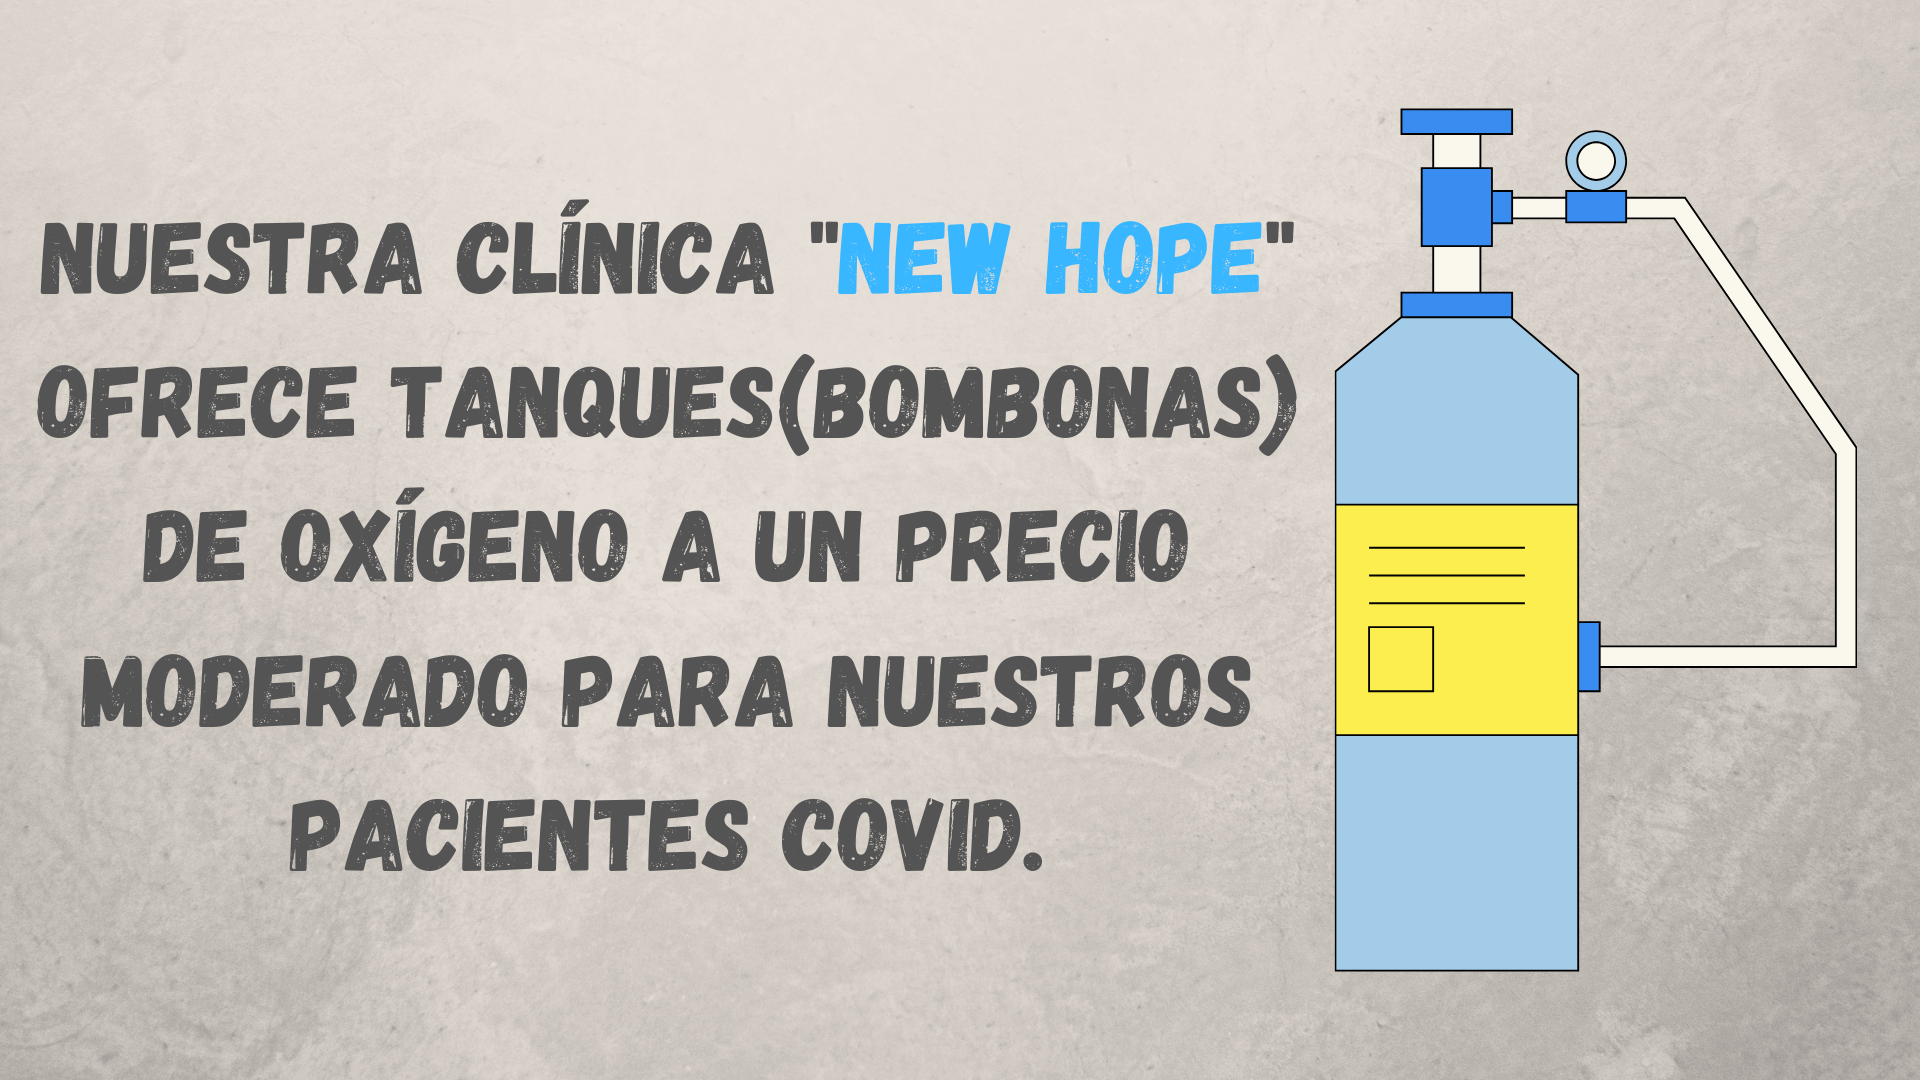 NUESTRA CLÍNICA "NEW HOPE"
OFRECE TANQUES(BOMBONAS)
DE OXÍGENO A UN PRECIO
MODERADO PARA NUESTROS
PACIENTES COVID.